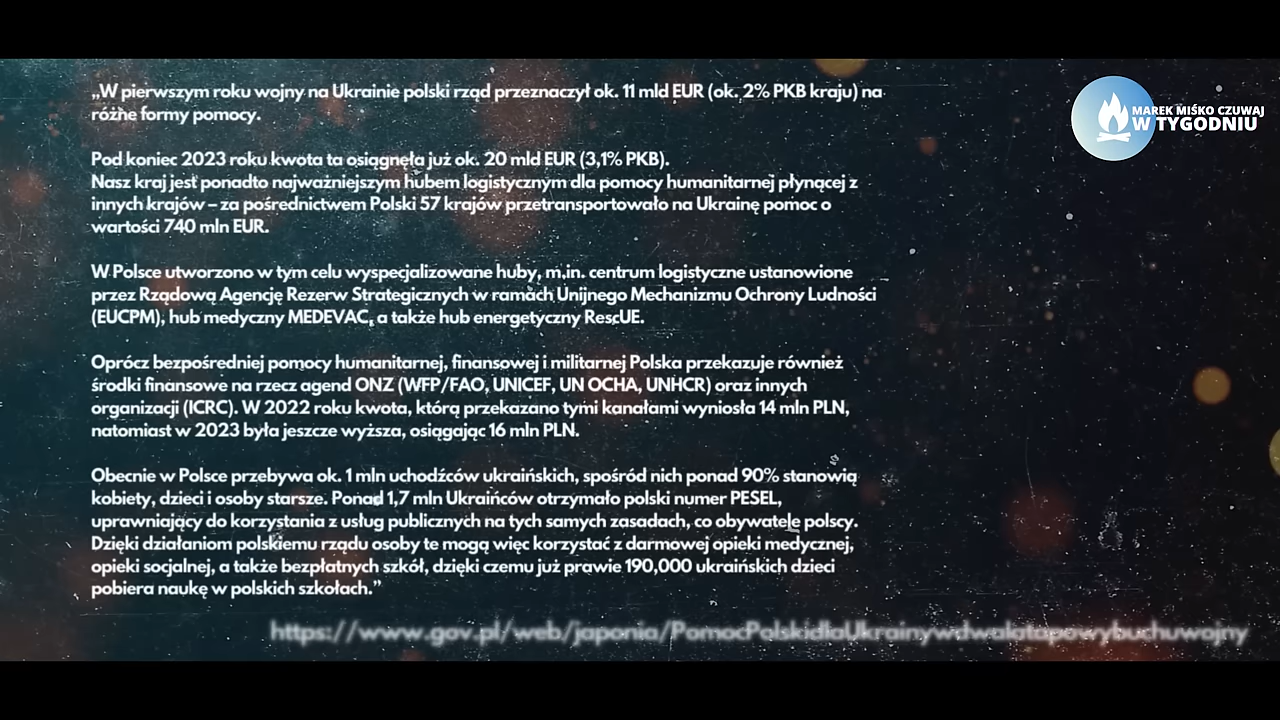 „W pierwszym roku wojny na Ukrainie polski rząd przeznaczył ok. 11 mld EUR (ok. 2% PKB kraju) na
różne formy pomocy.
Pod koniec 2023 roku kwota ta osiągnęła już ok. 20 mld EUR (3,1% PKB).
Nasz kraj jest ponadto najważniejszym hubem logistycznym dla pomocy humanitarnej płynącej z
innych krajów – za pośrednictwem Polski 57 krajów przetransportowało na Ukrainę pomoc o
wartości 740 mln EUR.
W Polsce utworzono w tym celu wyspecjalizowane huby, m.in. centrum logistyczne ustanowione
przez Rządową Agencję Rezerw Strategicznych w ramach Unijnego Mechanizmu Ochrony Ludności
(EUCPM), hub medyczny MEDEVAC, a także hub energetyczny RescUE.
Oprócz bezpośredniej pomocy humanitarnej, finansowej i militarnej Polska przekazuje również
środki finansowe na rzecz agend ONZ (WFP/FAO, UNICEF, UN OCHA, UNHCR) oraz innych
organizacji (ICRC). W 2022 roku kwota, którą przekazano tymi kanałami wyniosła 14 mln PLN,
natomiast w 2023 była jeszcze wyższa, osiągając 16 mln PLN.
Obecnie w Polsce przebywa ok. 1 mln uchodźców ukraińskich, spośród nich ponad 90% stanowią
kobiety, dzieci i osoby starsze. Ponad 1,7 mln Ukraińców otrzymało polski numer PESEL,
uprawniający do korzystania z usług publicznych na tych samych zasadach, co obywatele polscy.
Dzięki działaniom polskiemu rządu osoby te mogą więc korzystać z darmowej opieki medycznej,
opieki socjalnej, a także bezpłatnych szkół, dzięki czemu już prawie 190,000 ukraińskich dzieci
pobiera naukę w polskich szkołach.”
https://www.gov.pl/web/japonia/PomocPolskidlaUkrainywdwalatapowybuchuwojny
MAREK MIŚKO CZUWAJ
W TYGODNIU